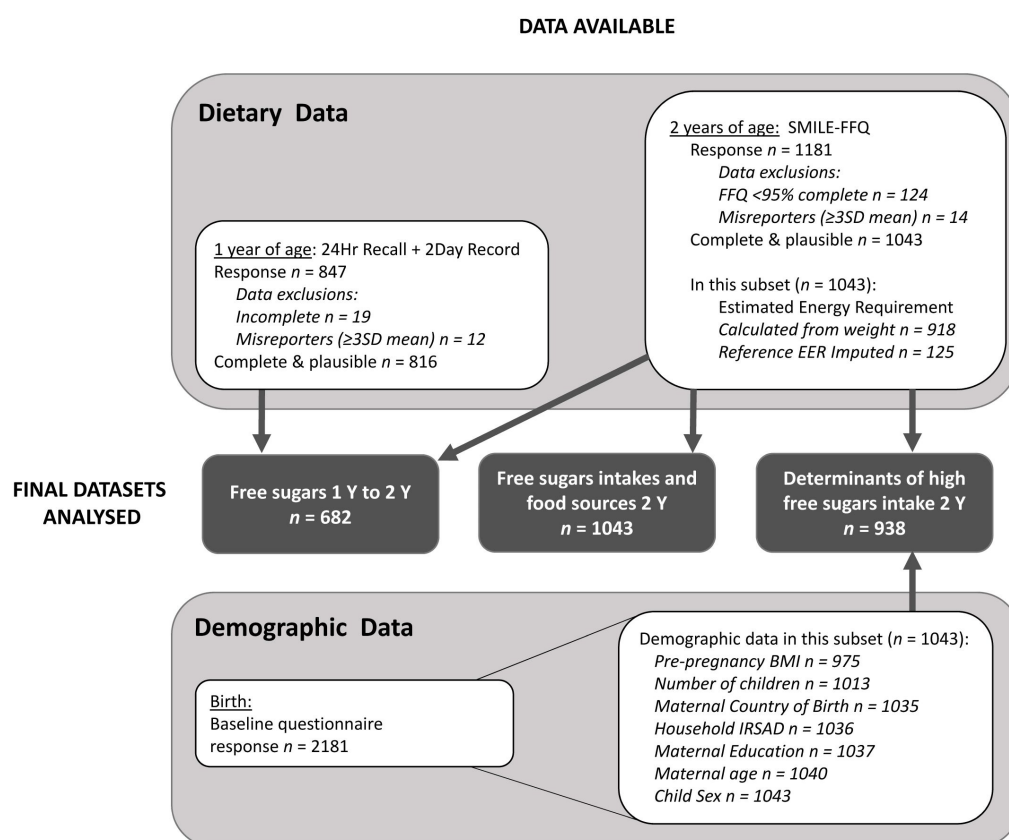 DATA AVAILABLE
Dietary Data
1 year of age: 24Hr Recall + 2Day Record
Response n = 847
Data exclusions:
Incomplete n = 19
Misreporters (≥3SD mean) n = 12
Complete & plausible n = 816
2 years of age: SMILE-FFQ
Response n = 1181
Data exclusions:
FFQ <95% complete n = 124
Misreporters (≥3SD mean) n = 14
Complete & plausible n = 1043
In this subset (n = 1043):
Estimated Energy Requirement
Calculated from weight n = 918
Reference EER Imputed n = 125
FINAL DATASETS
ANALYSED
Free sugars 1 Y to 2 Y
n = 682
Free sugars intakes and
food sources 2 Y
n = 1043
Determinants of high
free sugars intake 2 Y
n = 938
Demographic Data
Birth:
Baseline questionnaire
response n = 2181
Demographic data in this subset (n = 1043):
Pre-pregnancy BMI n = 975
Number of children n = 1013
Maternal Country of Birth n = 1035
Household IRSAD n = 1036
Maternal Education n = 1037
Maternal age n = 1040
Child Sex n = 1043